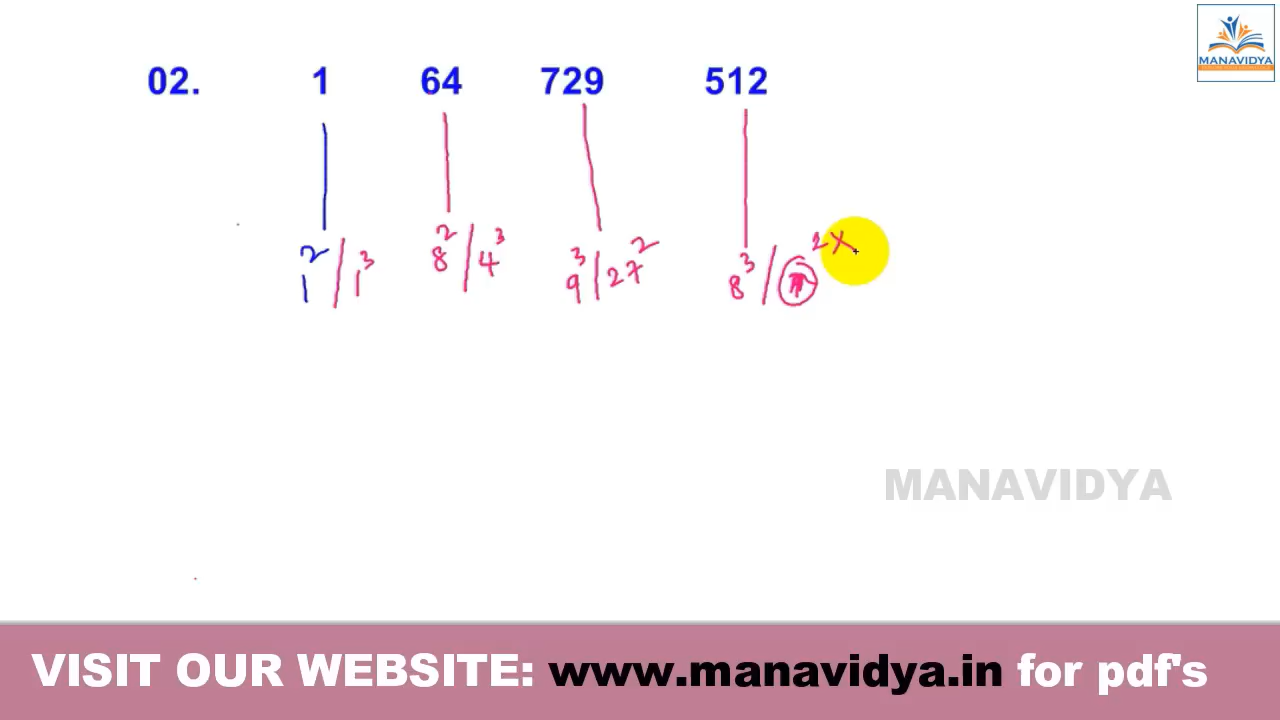 MANAVIDYA
02. 1 64 729 512
1² / 1³ 8² / 4³ 9³ / 27² 8³ / 2 X
MANAVIDYA
VISIT OUR WEBSITE: www.manavidya.in for pdf's